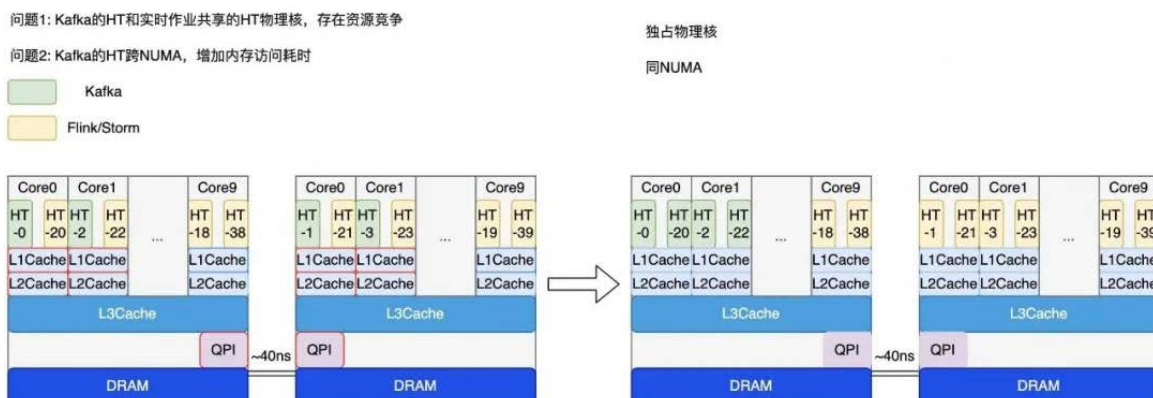 问题1: Kafka的HT和实时作业共享的HT物理核，存在资源竞争
问题2: Kafka的HT跨NUMA，增加内存访问耗时
独占物理核
同NUMA
Kafka
Flink/Storm
Core0 Core1 Core9 Core0 Core1 Core9 Core0 Core1 Core9 Core0 Core1 Core9
HT HT HT HT ... HT HT HT HT HT HT ... HT HT HT HT HT HT ... HT HT HT HT HT HT ... HT HT
-0 -20 -2 -22 -18 -38 -1 -21 -3 -23 -19 -39 -0 -20 -2 -22 -18 -38 -1 -21 -3 -23 -19 -39
L1Cache L1Cache L1Cache L1Cache L1Cache L1Cache L1Cache L1Cache L1Cache L1Cache L1Cache L1Cache
L2Cache L2Cache L2Cache L2Cache L2Cache L2Cache L2Cache L2Cache L2Cache L2Cache L2Cache L2Cache
L3Cache L3Cache L3Cache L3Cache
QPI ~40ns QPI QPI ~40ns QPI
DRAM DRAM DRAM DRAM